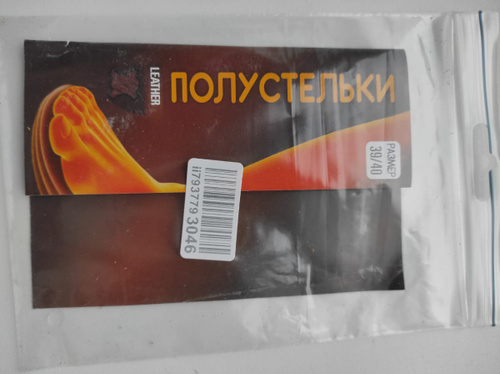 ПОЛУСТЕЛЬКИ
LEATHER
РАЗМЕР
39/40
ii793779 3046